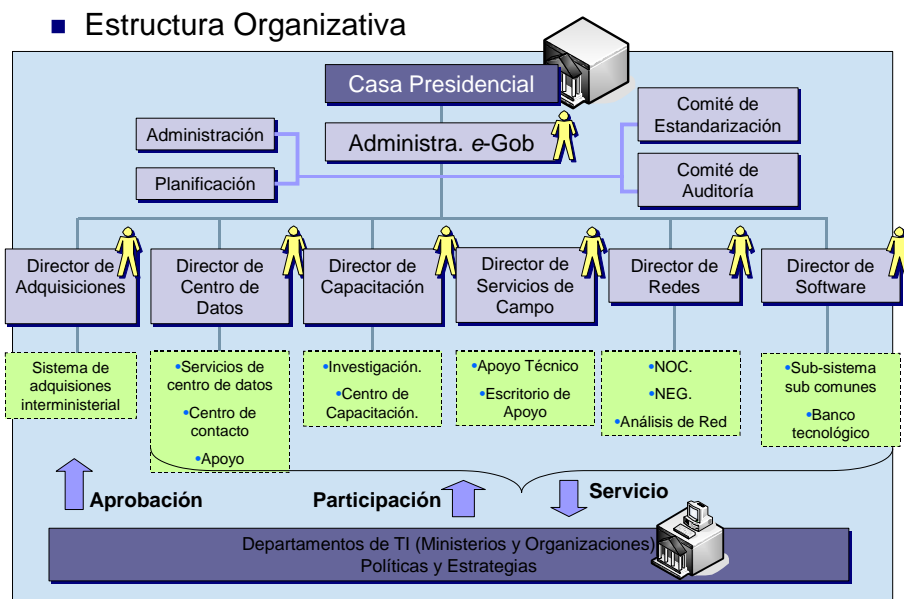 Estructura Organizativa
Casa Presidencial
Administra. e-Gob
Administración
Planificación
Comité de
Estandarización
Comité de
Auditoría
Director de
Adquisiciones
Director de
Centro de
Datos
Director de
Capacitación
Director de
Servicios de
Campo
Director de
Redes
Director de
Software
Sistema de
adquisiones
interministerial
•Servicios de
centro de datos
•Centro de
contacto
•Apoyo
•Investigación.
•Centro de
Capacitación.
•Apoyo Técnico
•Escritorio de
Apoyo
•NOC.
•NEG.
•Análisis de Red
•Sub-sistema
sub comunes
•Banco
tecnológico
Aprobación
Participación
Servicio
Departamentos de TI (Ministerios y Organizaciones)
Políticas y Estrategias